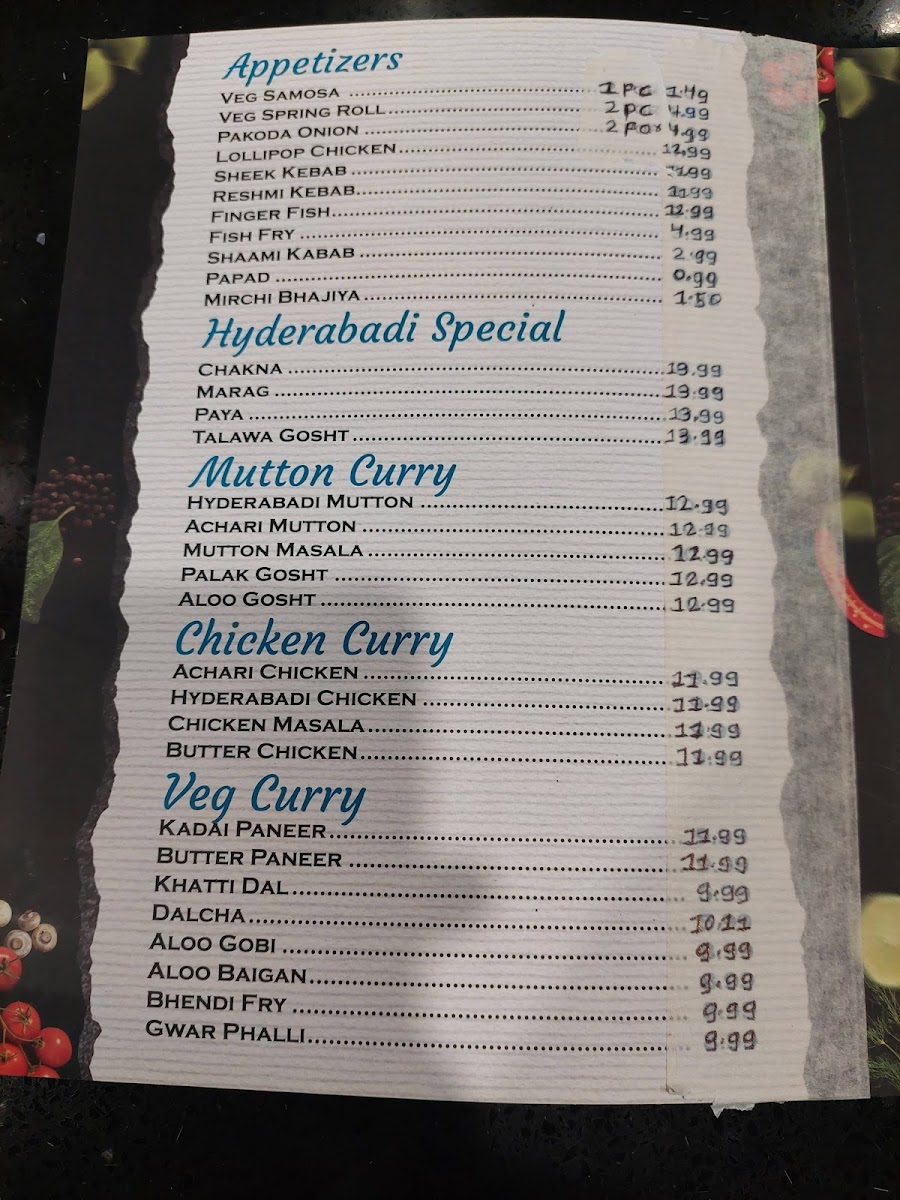 Appetizers
Veg Samosa 1 PC 1.49
Veg Spring Roll 2 PC 4.99
Pakoda Onion 4.99
Lollipop Chicken 12.99
Sheek Kebab
Reshmi Kebab
Finger Fish 12.99
Fish Fry 4.99
Shaami Kabab 2.99
Papad 0.99
Mirchi Bhajiya 1.50
Hyderabadi Special
Chakna
Marag 13.99
Paya 13.99
Talawa Gosht 13.99
Mutton Curry
Hyderabadi Mutton 12.99
Achari Mutton 12.99
Mutton Masala 12.99
Palak Gosht 12.99
Aloo Gosht 12.99
Chicken Curry
Achari Chicken 11.99
Hyderabadi Chicken 11.99
Chicken Masala 11.99
Butter Chicken 11.99
Veg Curry
Kadai Paneer 11.99
Butter Paneer 11.99
Khatti Dal 9.99
Dalcha
Aloo Gobi 9.99
Aloo Baigan 9.99
Bhendi Fry 9.99
Gwar Phalli 9.99